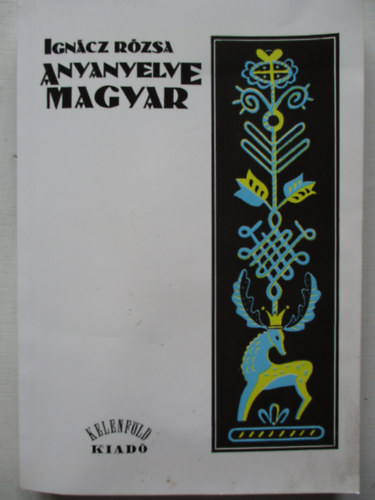 IGNÁCZ RÓZSA
ANYANYELVE
MAGYAR
KELENFÖLD
KIADÓ